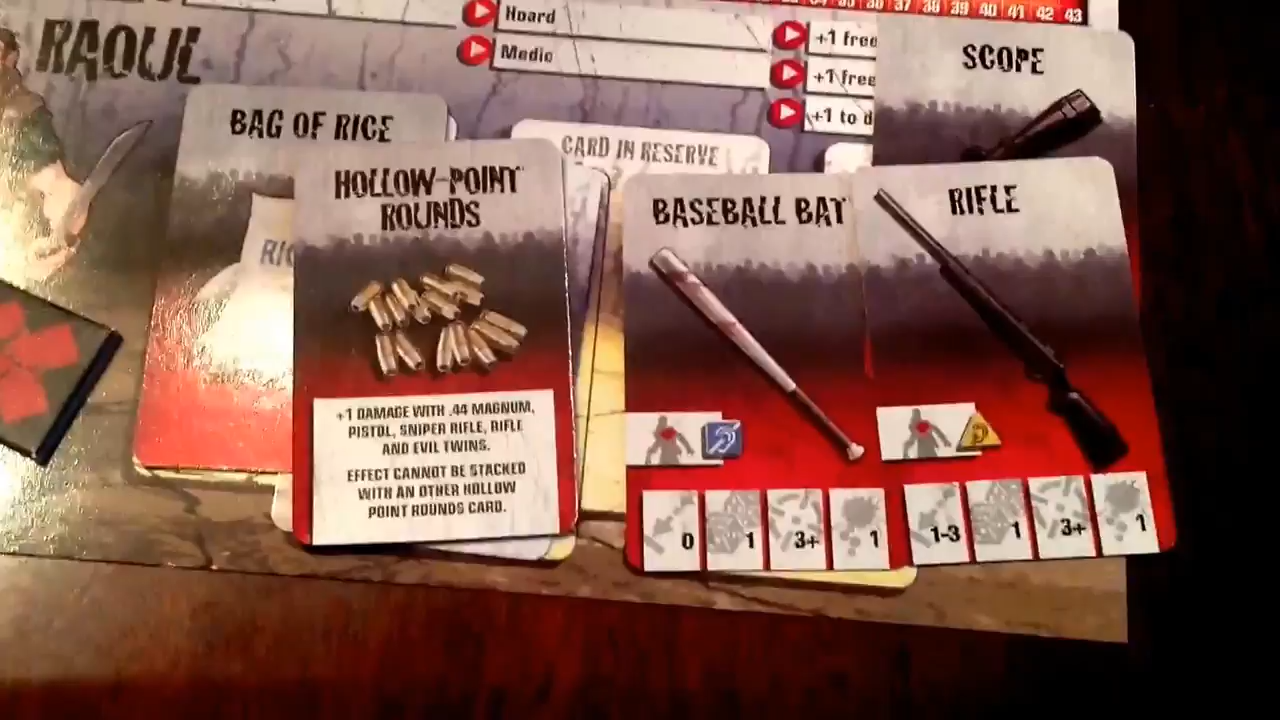 RAOUL
Hoard
Medic
37 38 39 40 41 42 43
+1 free
+1 free
+1 to d
SCOPE
BAG OF RICE
RIC
HOLLOW-POINT
ROUNDS
+1 DAMAGE WITH .44 MAGNUM,
PISTOL, SNIPER RIFLE, RIFLE
AND EVIL TWINS.
EFFECT CANNOT BE STACKED
WITH AN OTHER HOLLOW
POINT ROUNDS CARD.
CARD IN RESERVE
BASEBALL BAT
0 1 3+ 1
RIFLE
1-3 1 3+ 1